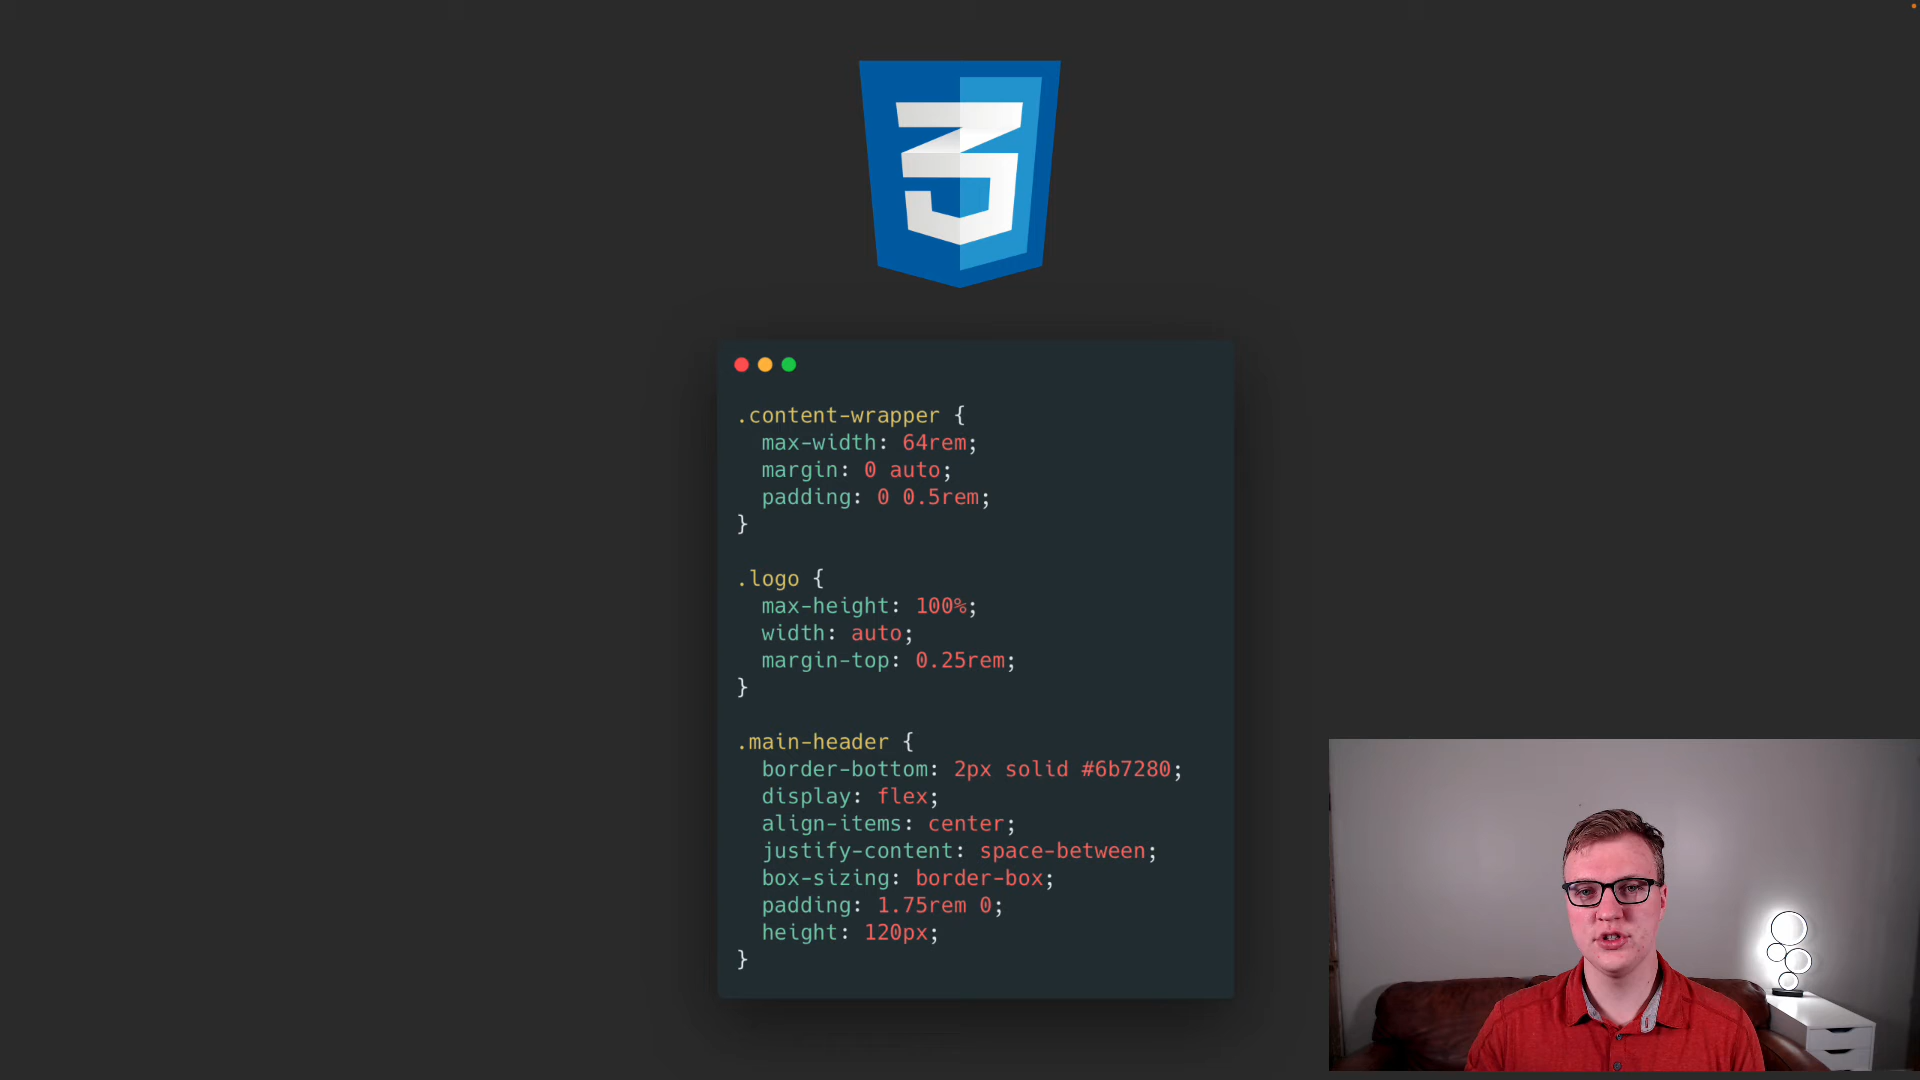 3
.content-wrapper {
  max-width: 64rem;
  margin: 0 auto;
  padding: 0 0.5rem;
}
.logo {
  max-height: 100%;
  width: auto;
  margin-top: 0.25rem;
}
.main-header {
  border-bottom: 2px solid #6b7280;
  display: flex;
  align-items: center;
  justify-content: space-between;
  box-sizing: border-box;
  padding: 1.75rem 0;
  height: 120px;
}